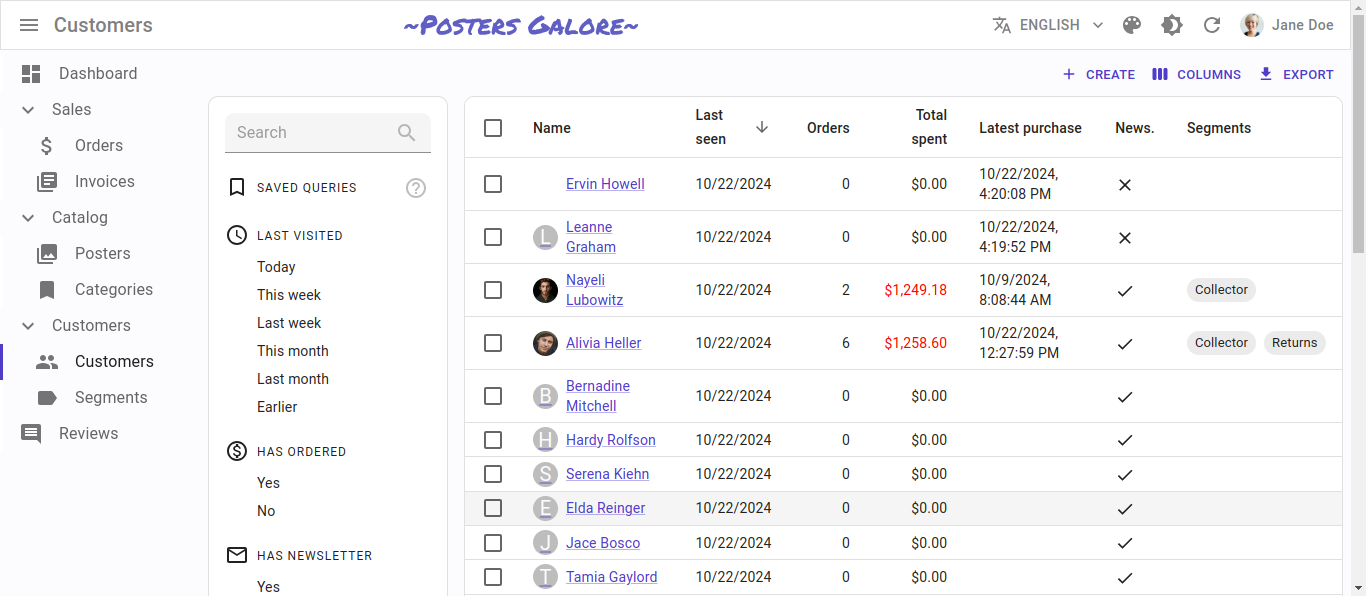 Customers
~Posters Galore~
ENGLISH
Jane Doe
Dashboard
Sales
Orders
Invoices
Catalog
Posters
Categories
Customers
Customers
Segments
Reviews
CREATE
COLUMNS
EXPORT
Search
SAVED QUERIES
LAST VISITED
Today
This week
Last week
This month
Last month
Earlier
HAS ORDERED
Yes
No
HAS NEWSLETTER
Yes
Name Last seen Orders Total spent Latest purchase News. Segments
Ervin Howell 10/22/2024 0 $0.00 10/22/2024, 4:20:08 PM
L Leanne Graham 10/22/2024 0 $0.00 10/22/2024, 4:19:52 PM
Nayeli Lubowitz 10/22/2024 2 $1,249.18 10/9/2024, 8:08:44 AM Collector
Alivia Heller 10/22/2024 6 $1,258.60 10/22/2024, 12:27:59 PM Collector Returns
B Bernadine Mitchell 10/22/2024 0 $0.00
H Hardy Rolfson 10/22/2024 0 $0.00
S Serena Kiehn 10/22/2024 0 $0.00
E Elda Reinger 10/22/2024 0 $0.00
J Jace Bosco 10/22/2024 0 $0.00
T Tamia Gaylord 10/22/2024 0 $0.00